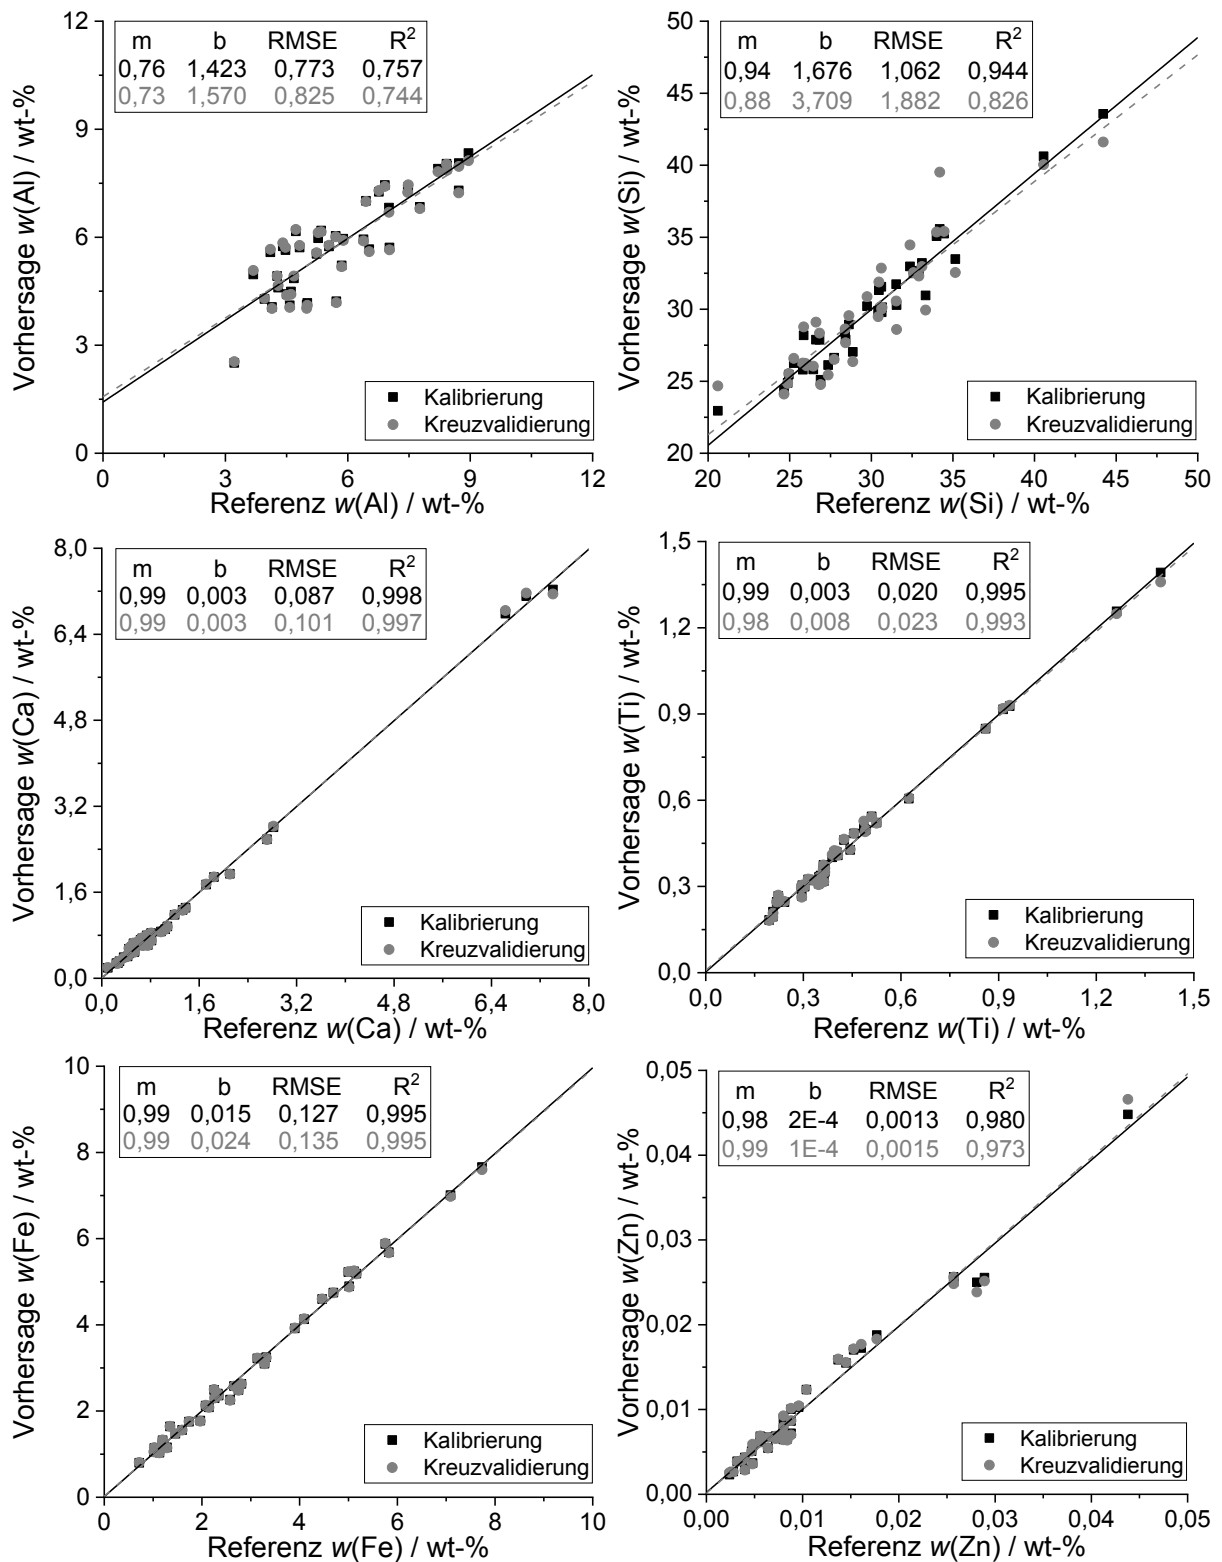 12
9
6
3
0
Vorhersage w(Al) / wt-%
m b RMSE R²
0,76 1,423 0,773 0,757
0,73 1,570 0,825 0,744
Kalibrierung
Kreuzvalidierung
0 3 6 9 12
Referenz w(Al) / wt-%
50
45
40
35
30
25
20
Vorhersage w(Si) / wt-%
m b RMSE R²
0,94 1,676 1,062 0,944
0,88 3,709 1,882 0,826
Kalibrierung
Kreuzvalidierung
20 25 30 35 40 45 50
Referenz w(Si) / wt-%
8,0
6,4
4,8
3,2
1,6
0,0
Vorhersage w(Ca) / wt-%
m b RMSE R²
0,99 0,003 0,087 0,998
0,99 0,003 0,101 0,997
Kalibrierung
Kreuzvalidierung
0,0 1,6 3,2 4,8 6,4 8,0
Referenz w(Ca) / wt-%
1,5
1,2
0,9
0,6
0,3
0,0
Vorhersage w(Ti) / wt-%
m b RMSE R²
0,99 0,003 0,020 0,995
0,98 0,008 0,023 0,993
Kalibrierung
Kreuzvalidierung
0,0 0,3 0,6 0,9 1,2 1,5
Referenz w(Ti) / wt-%
10
8
6
4
2
0
Vorhersage w(Fe) / wt-%
m b RMSE R²
0,99 0,015 0,127 0,995
0,99 0,024 0,135 0,995
Kalibrierung
Kreuzvalidierung
0 2 4 6 8 10
Referenz w(Fe) / wt-%
0,05
0,04
0,03
0,02
0,01
0,00
Vorhersage w(Zn) / wt-%
m b RMSE R²
0,98 2E-4 0,0013 0,980
0,99 1E-4 0,0015 0,973
Kalibrierung
Kreuzvalidierung
0,00 0,01 0,02 0,03 0,04 0,05
Referenz w(Zn) / wt-%